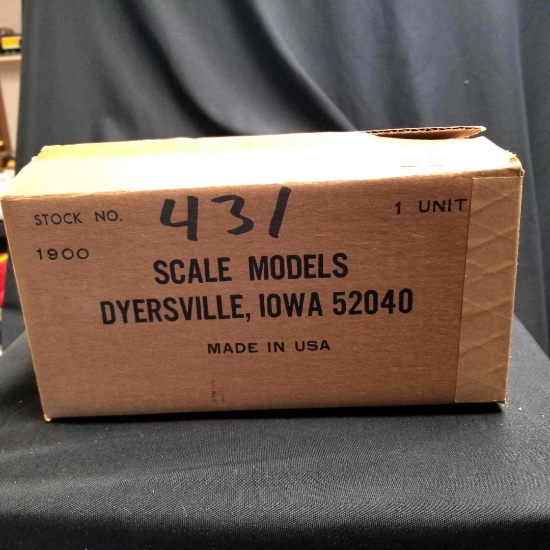 STOCK NO. 431 1 UNIT
1900
SCALE MODELS
DYERSVILLE, IOWA 52040
MADE IN USA